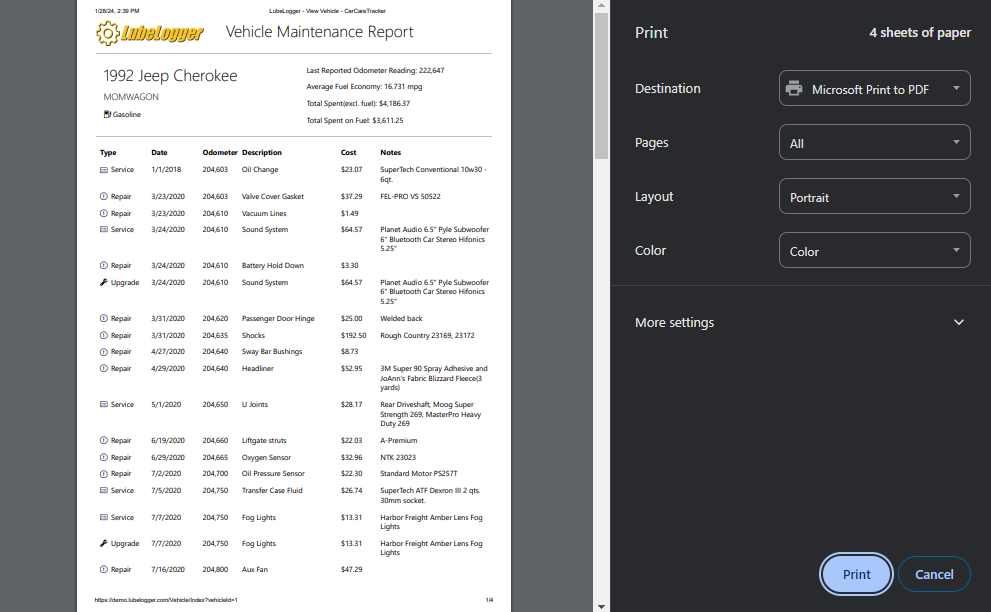 1/28/24, 2:39 PM LubeLogger - View Vehicle - CarCareTracker
LubeLogger Vehicle Maintenance Report
1992 Jeep Cherokee
MOMWAGON
Gasoline
Last Reported Odometer Reading: 222,647
Average Fuel Economy: 16.731 mpg
Total Spent(excl. fuel): $4,186.37
Total Spent on Fuel: $3,611.25
Type Date Odometer Description Cost Notes
Service 1/1/2018 204,603 Oil Change $23.07 SuperTech Conventional 10w30 -
6qt.
Repair 3/23/2020 204,603 Valve Cover Gasket $37.29 FEL-PRO VS 50522
Repair 3/23/2020 204,610 Vacuum Lines $1.49
Service 3/24/2020 204,610 Sound System $64.57 Planet Audio 6.5" Pyle Subwoofer
6" Bluetooth Car Stereo Hifonics
5.25"
Repair 3/24/2020 204,610 Battery Hold Down $3.30
Upgrade 3/24/2020 204,610 Sound System $64.57 Planet Audio 6.5" Pyle Subwoofer
6" Bluetooth Car Stereo Hifonics
5.25"
Repair 3/31/2020 204,620 Passenger Door Hinge $25.00 Welded back
Repair 3/31/2020 204,635 Shocks $192.50 Rough Country 23169, 23172
Repair 4/27/2020 204,640 Sway Bar Bushings $8.73
Repair 4/29/2020 204,640 Headliner $52.95 3M Super 90 Spray Adhesive and
JoAnn's Fabric Blizzard Fleece(3
yards)
Service 5/1/2020 204,650 U Joints $28.17 Rear Driveshaft, Moog Super
Strength 269, MasterPro Heavy
Duty 269
Repair 6/19/2020 204,660 Liftgate struts $22.03 A-Premium
Repair 6/29/2020 204,665 Oxygen Sensor $32.96 NTK 23023
Repair 7/2/2020 204,700 Oil Pressure Sensor $22.30 Standard Motor PS257T
Service 7/5/2020 204,750 Transfer Case Fluid $26.74 SuperTech ATF Dexron III 2 qts.
30mm socket.
Service 7/7/2020 204,750 Fog Lights $13.31 Harbor Freight Amber Lens Fog
Lights
Upgrade 7/7/2020 204,750 Fog Lights $13.31 Harbor Freight Amber Lens Fog
Lights
Repair 7/16/2020 204,800 Aux Fan $47.29
https://demo.lubelogger.com/Vehicle/Index?vehicleId=1 1/4
Print 4 sheets of paper
Destination Microsoft Print to PDF
Pages All
Layout Portrait
Color Color
More settings
Print Cancel